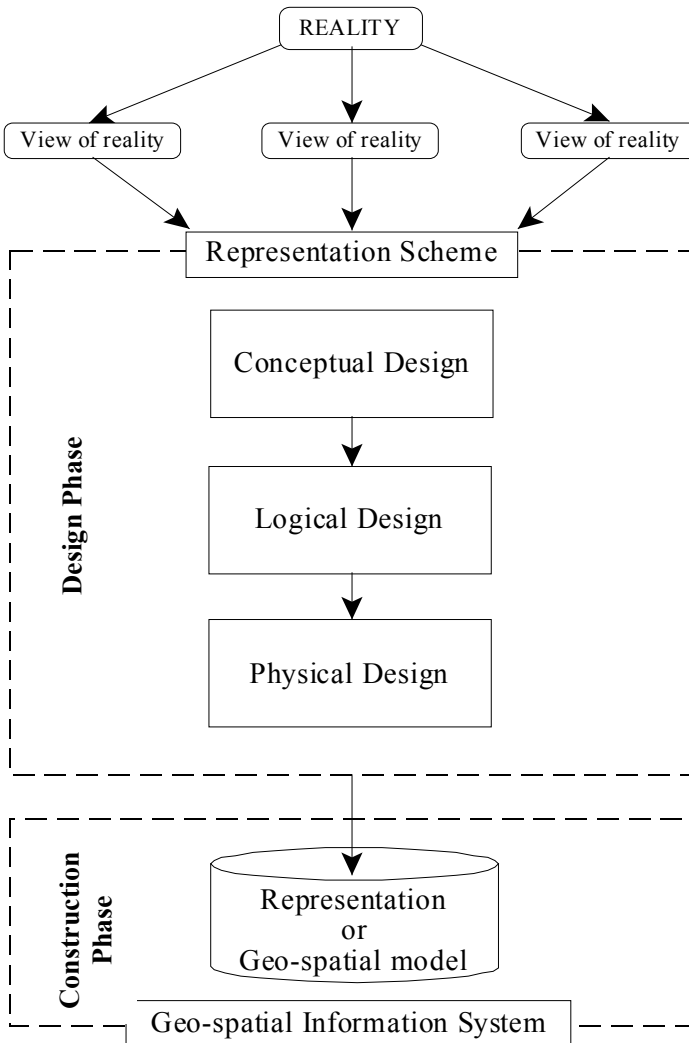 REALITY
View of reality
View of reality
View of reality
Representation Scheme
Conceptual Design
Logical Design
Design Phase
Physical Design
Representation
or
Geo-spatial model
Construction
Phase
Geo-spatial Information System